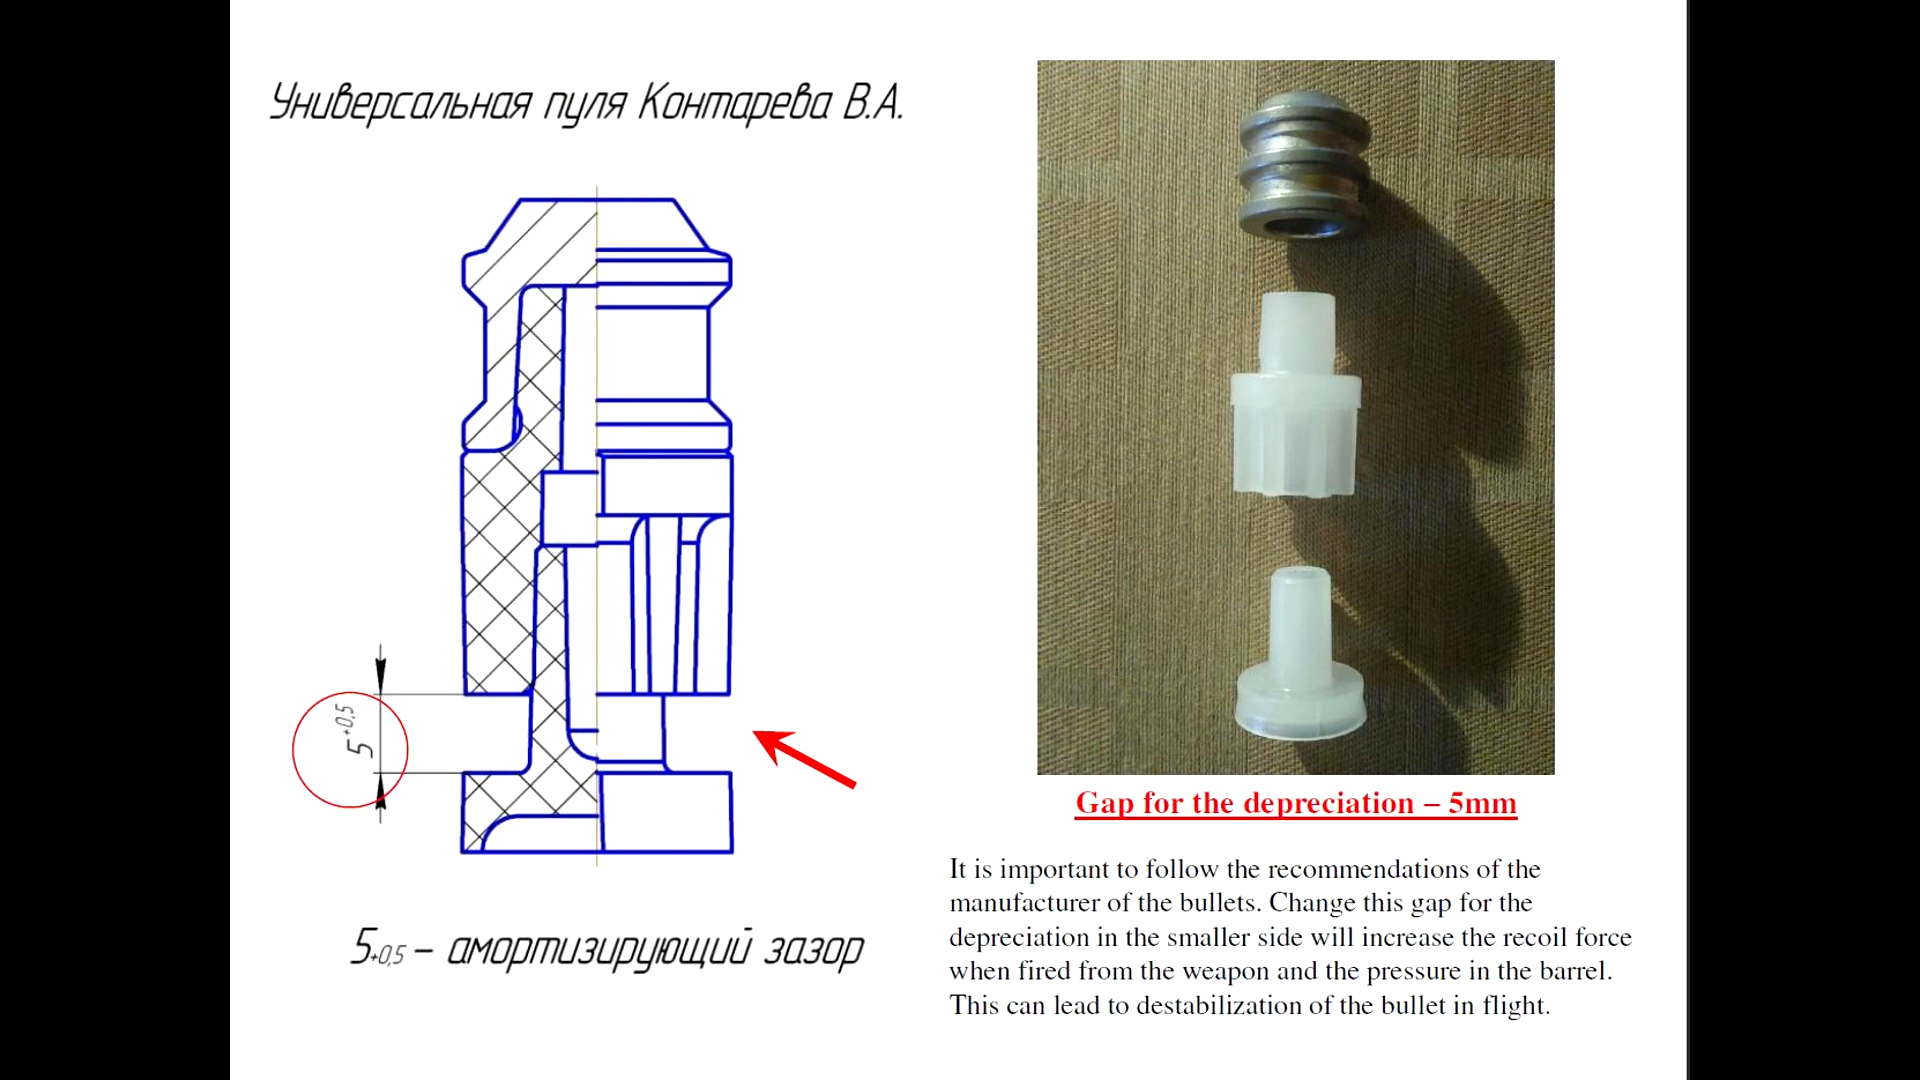 Универсальная пуля Контарева В.А.
5+0,5
5+0,5 – амортизирующий зазор
Gap for the depreciation – 5mm
It is important to follow the recommendations of the
manufacturer of the bullets. Change this gap for the
depreciation in the smaller side will increase the recoil force
when fired from the weapon and the pressure in the barrel.
This can lead to destabilization of the bullet in flight.